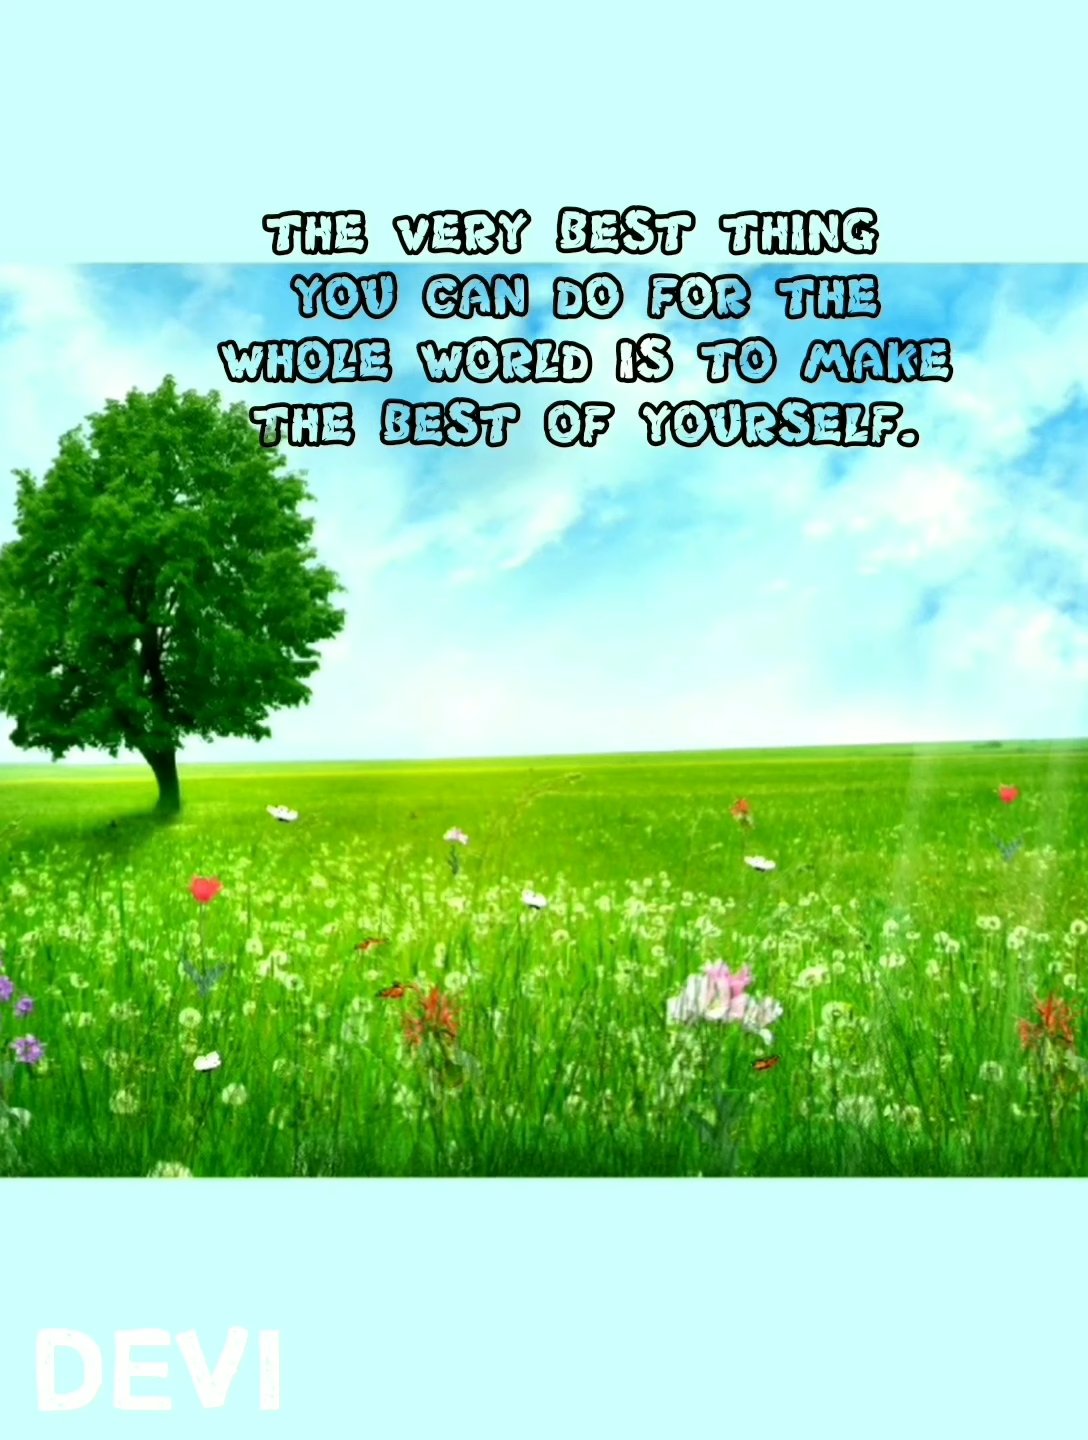 THE VERY BEST THING
YOU CAN DO FOR THE
WHOLE WORLD IS TO MAKE
THE BEST OF YOURSELF.
DEVI